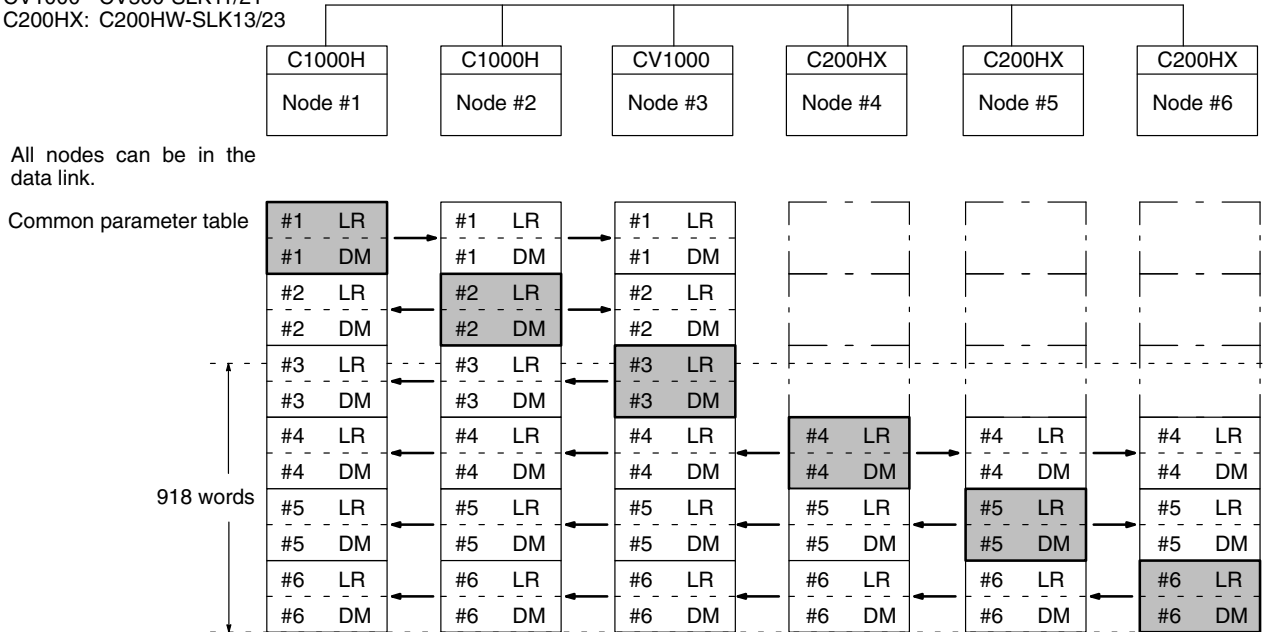 C200HX: C200HW-SLK13/23
C1000H C1000H CV1000 C200HX C200HX C200HX
Node #1 Node #2 Node #3 Node #4 Node #5 Node #6
All nodes can be in the
data link.
Common parameter table
#1 LR #1 LR #1 LR
#1 DM #1 DM #1 DM
#2 LR #2 LR #2 LR
#2 DM #2 DM #2 DM
#3 LR #3 LR #3 LR
#3 DM #3 DM #3 DM
#4 LR #4 LR #4 LR #4 LR #4 LR #4 LR
#4 DM #4 DM #4 DM #4 DM #4 DM #4 DM
918 words
#5 LR #5 LR #5 LR #5 LR #5 LR #5 LR
#5 DM #5 DM #5 DM #5 DM #5 DM #5 DM
#6 LR #6 LR #6 LR #6 LR #6 LR #6 LR
#6 DM #6 DM #6 DM #6 DM #6 DM #6 DM